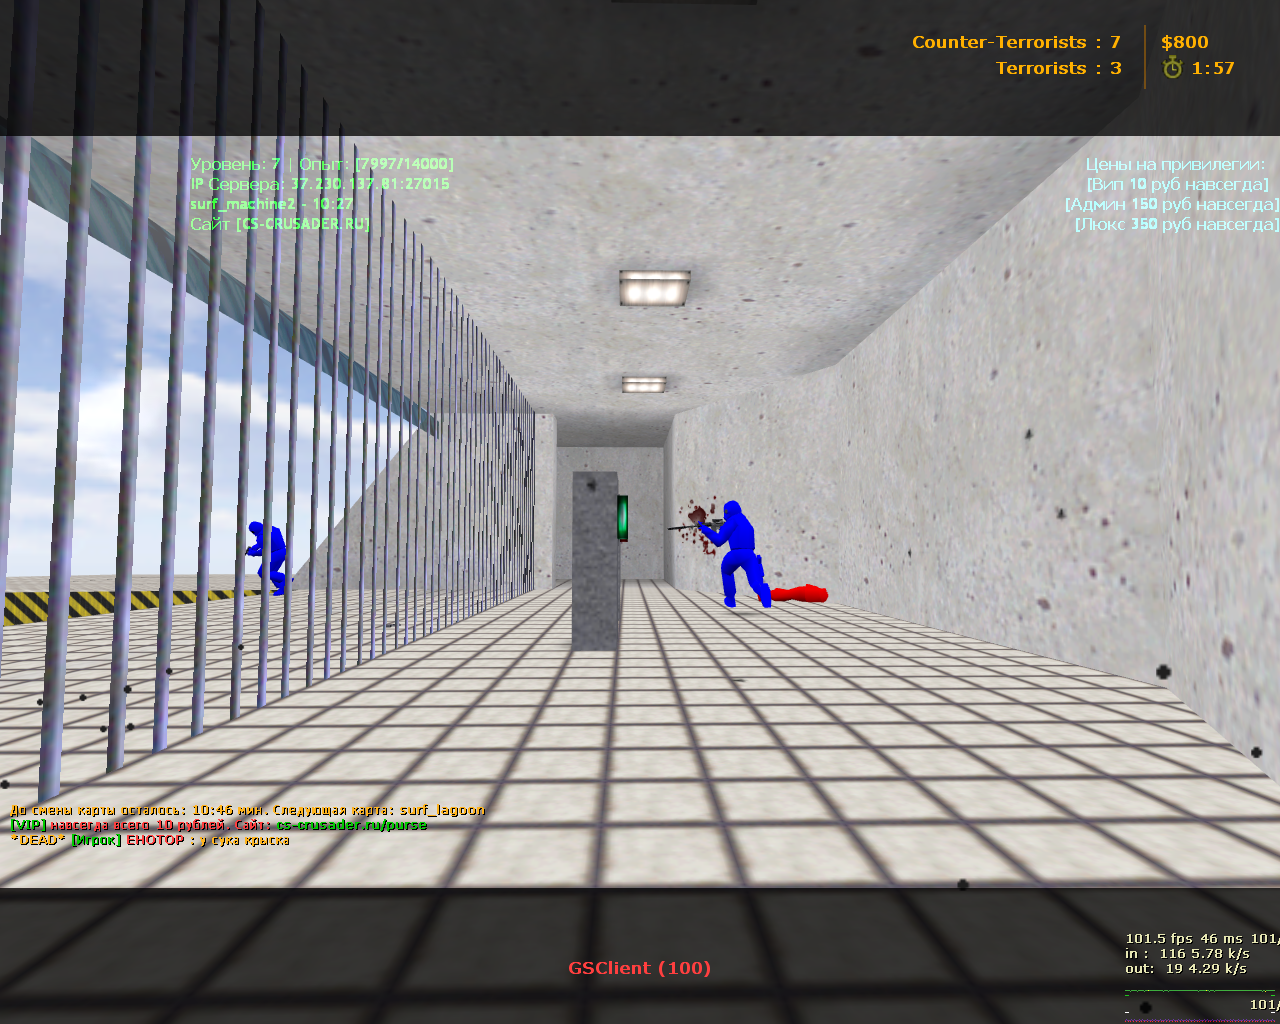 Counter-Terrorists : 7
$800
Terrorists : 3
1:57
Уровень: 7 | Опыт: [7997/14000]
IP Сервера: 37.230.137.81:27015
surf_machine2 - 10:27
Сайт [CS-CRUSADER.RU]
Цены на привилегии:
[Вип 10 руб навсегда]
[Админ 150 руб навсегда]
[Люкс 350 руб навсегда]
До смены карты осталось: 10:46 мин. Следующая карта: surf_lagoon
[VIP] навсегда всего 10 рублей. Сайт: cs-crusader.ru/purse
*DEAD* [Игрок] ЕНОТОР : у сука крыска
GSClient (100)
101.5 fps 46 ms 101/
in : 116 5.78 k/s
out: 19 4.29 k/s
101/